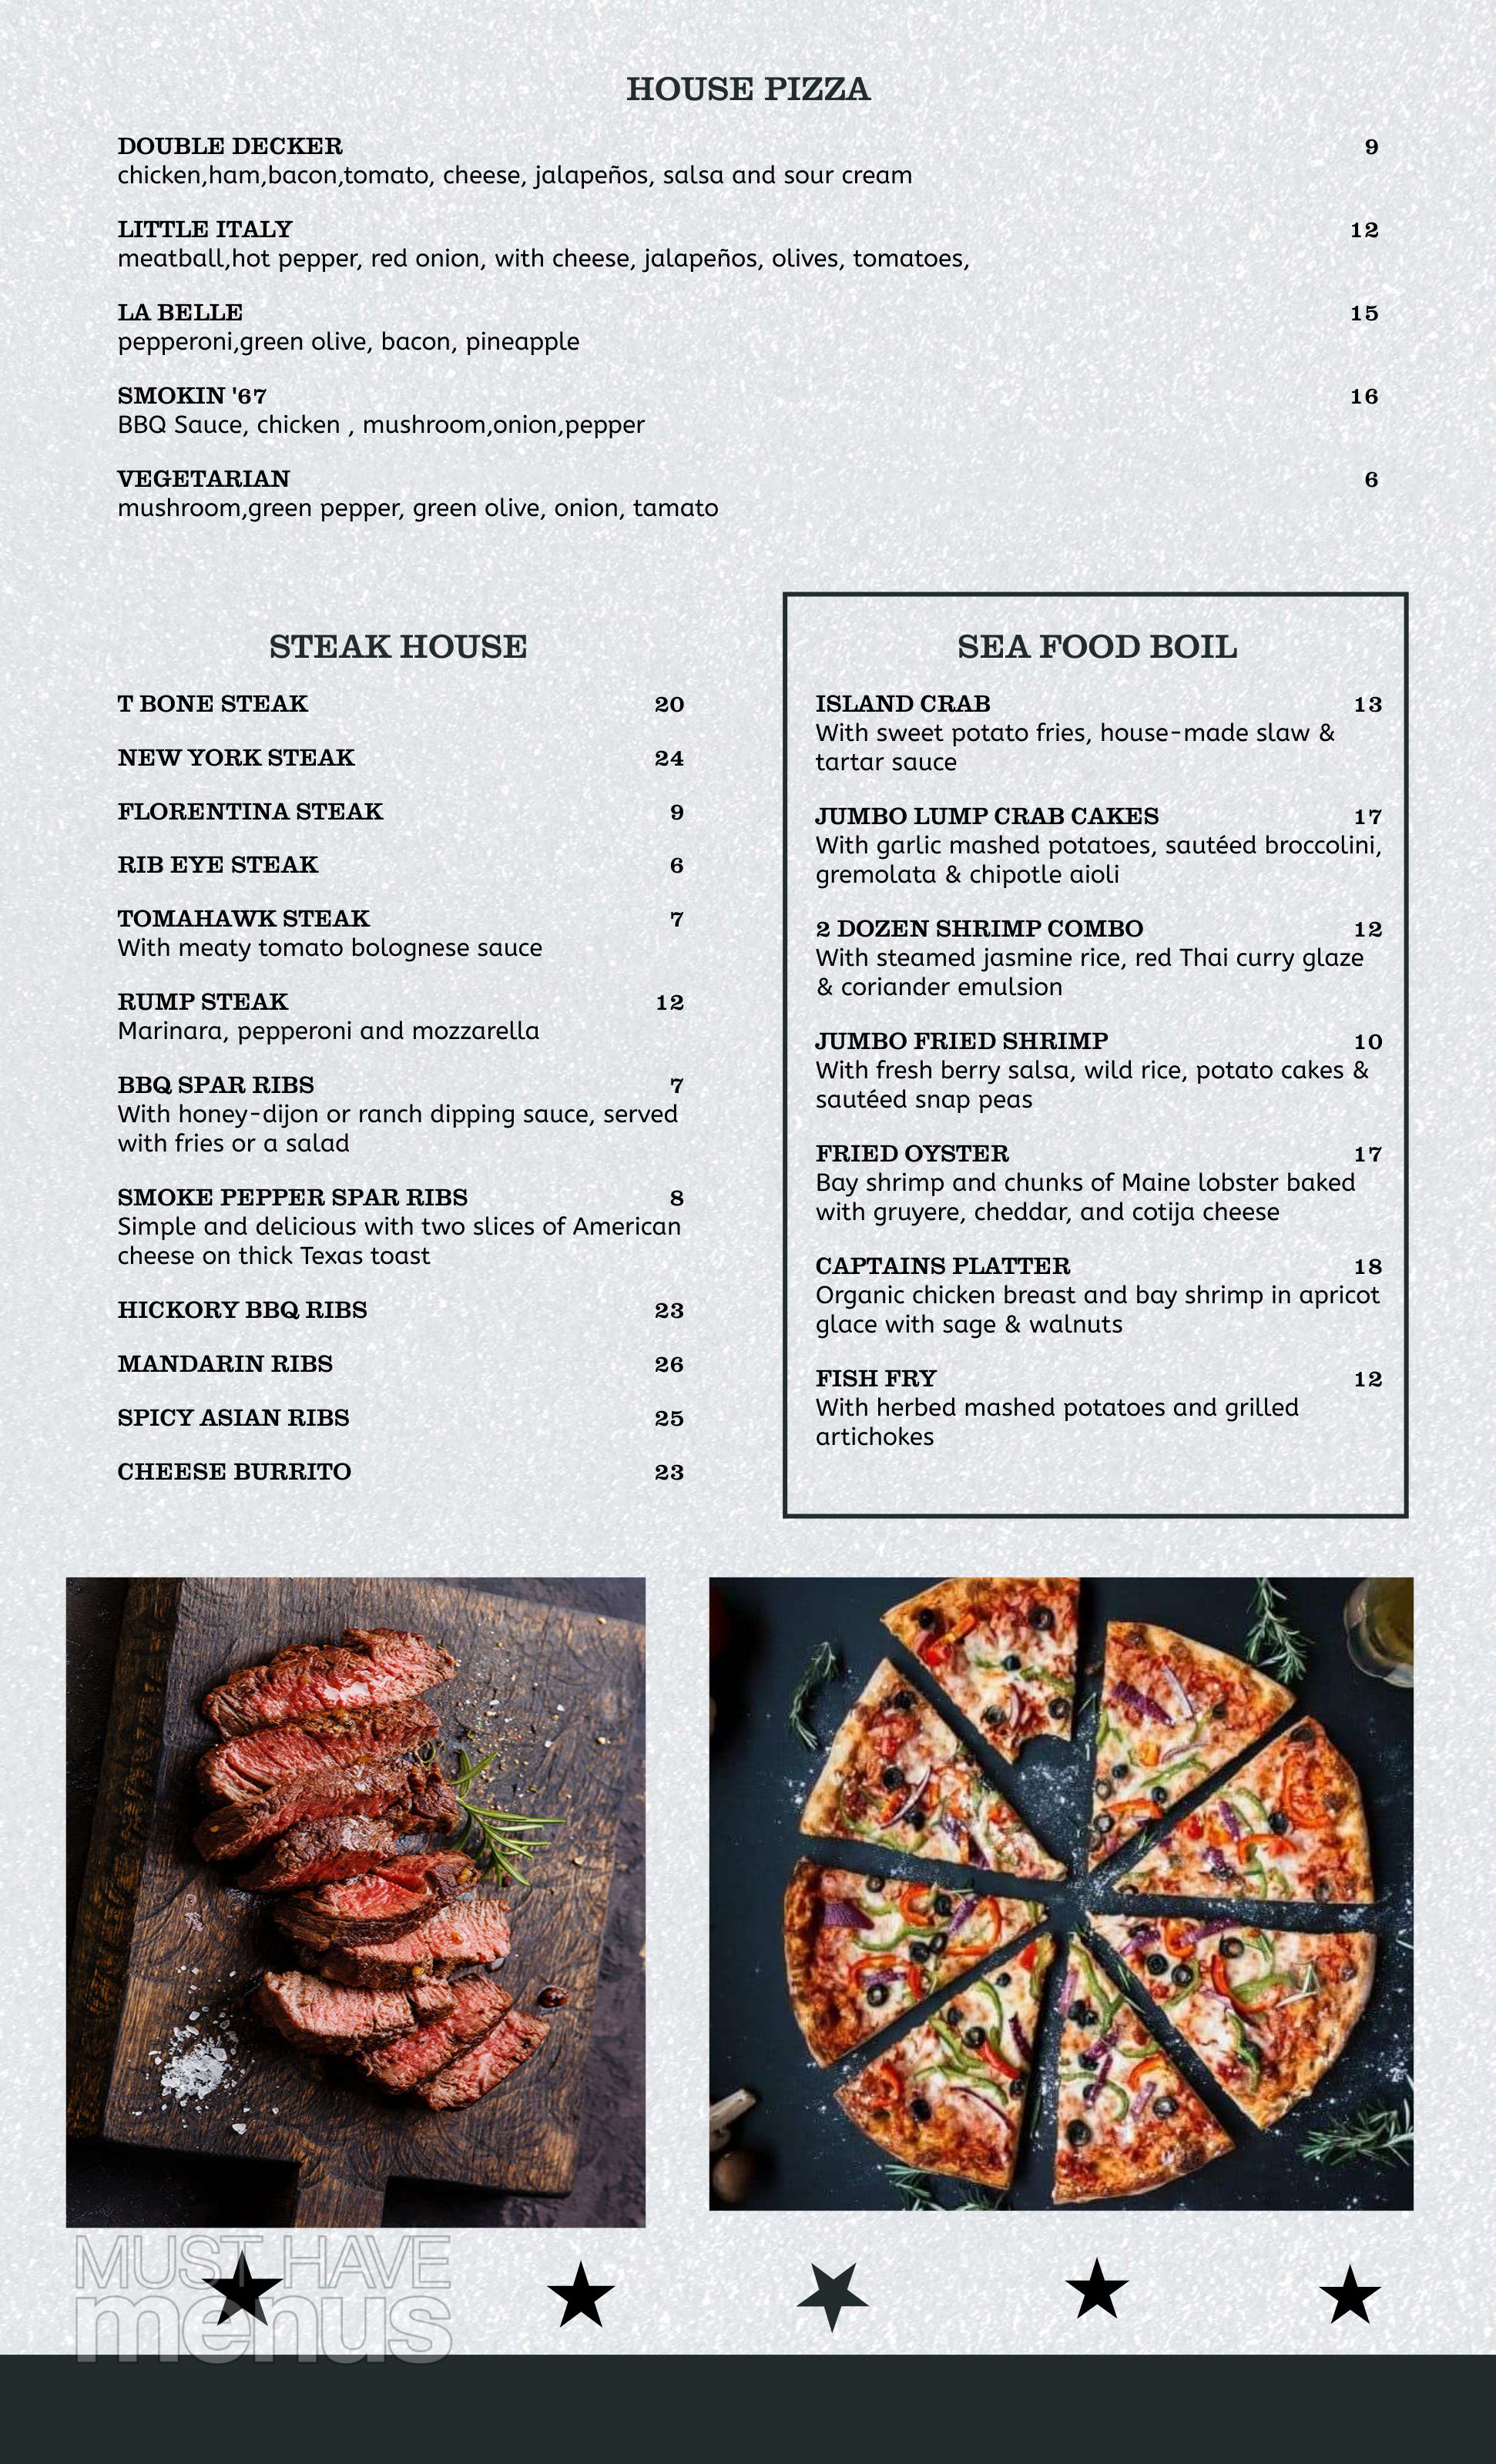 HOUSE PIZZA
DOUBLE DECKER 9
chicken,ham,bacon,tomato, cheese, jalapeños, salsa and sour cream
LITTLE ITALY 12
meatball,hot pepper, red onion, with cheese, jalapeños, olives, tomatoes,
LA BELLE 15
pepperoni,green olive, bacon, pineapple
SMOKIN '67 16
BBQ Sauce, chicken , mushroom,onion,pepper
VEGETARIAN 6
mushroom,green pepper, green olive, onion, tamato
STEAK HOUSE
T BONE STEAK 20
NEW YORK STEAK 24
FLORENTINA STEAK 9
RIB EYE STEAK 6
TOMAHAWK STEAK 7
With meaty tomato bolognese sauce
RUMP STEAK 12
Marinara, pepperoni and mozzarella
BBQ SPAR RIBS 7
With honey-dijon or ranch dipping sauce, served
with fries or a salad
SMOKE PEPPER SPAR RIBS 8
Simple and delicious with two slices of American
cheese on thick Texas toast
HICKORY BBQ RIBS 23
MANDARIN RIBS 26
SPICY ASIAN RIBS 25
CHEESE BURRITO 23
SEA FOOD BOIL
ISLAND CRAB 13
With sweet potato fries, house-made slaw &
tartar sauce
JUMBO LUMP CRAB CAKES 17
With garlic mashed potatoes, sautéed broccolini,
gremolata & chipotle aioli
2 DOZEN SHRIMP COMBO 12
With steamed jasmine rice, red Thai curry glaze
& coriander emulsion
JUMBO FRIED SHRIMP 10
With fresh berry salsa, wild rice, potato cakes &
sautéed snap peas
FRIED OYSTER 17
Bay shrimp and chunks of Maine lobster baked
with gruyere, cheddar, and cotija cheese
CAPTAINS PLATTER 18
Organic chicken breast and bay shrimp in apricot
glace with sage & walnuts
FISH FRY 12
With herbed mashed potatoes and grilled
artichokes
MUST HAVE
menus